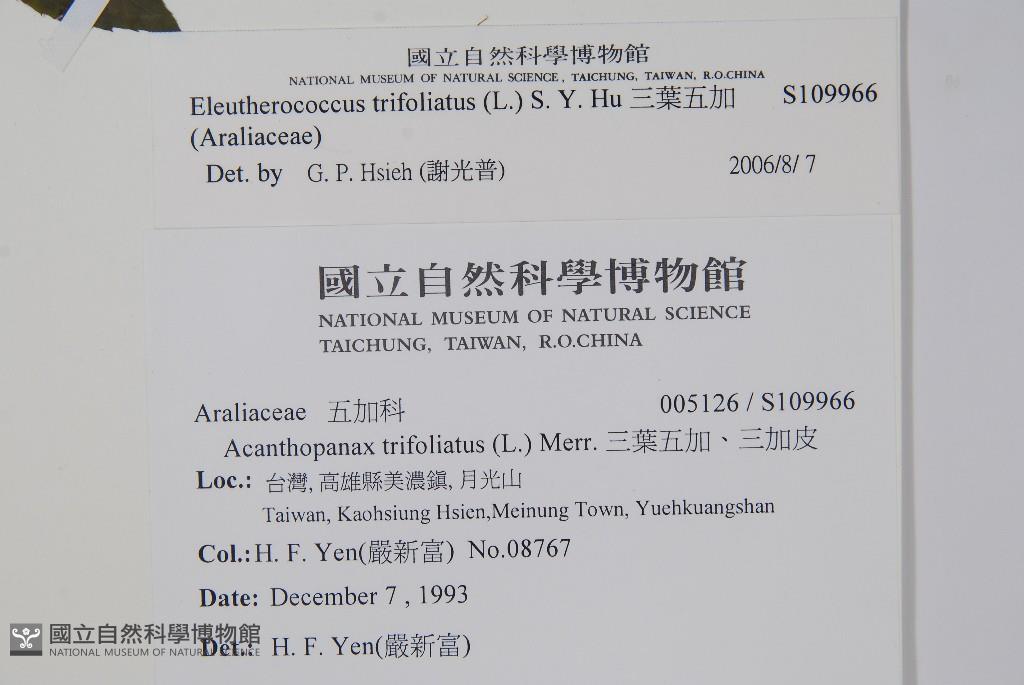 國立自然科學博物館
NATIONAL MUSEUM OF NATURAL SCIENCE, TAICHUNG, TAIWAN, R.O.CHINA
Eleutherococcus trifoliatus (L.) S. Y. Hu 三葉五加 S109966
(Araliaceae)
Det. by G. P. Hsieh (謝光普) 2006/8/ 7
國立自然科學博物館
NATIONAL MUSEUM OF NATURAL SCIENCE
TAICHUNG, TAIWAN, R.O.CHINA
Araliaceae 五加科 005126 / S109966
Acanthopanax trifoliatus (L.) Merr. 三葉五加、三加皮
Loc.: 台灣, 高雄縣美濃鎮, 月光山
Taiwan, Kaohsiung Hsien,Meinung Town, Yuehkuangshan
Col.:H. F. Yen(嚴新富) No.08767
Date: December 7 , 1993
Det.: H. F. Yen(嚴新富)
國立自然科學博物館
NATIONAL MUSEUM OF NATURAL SCIENCE